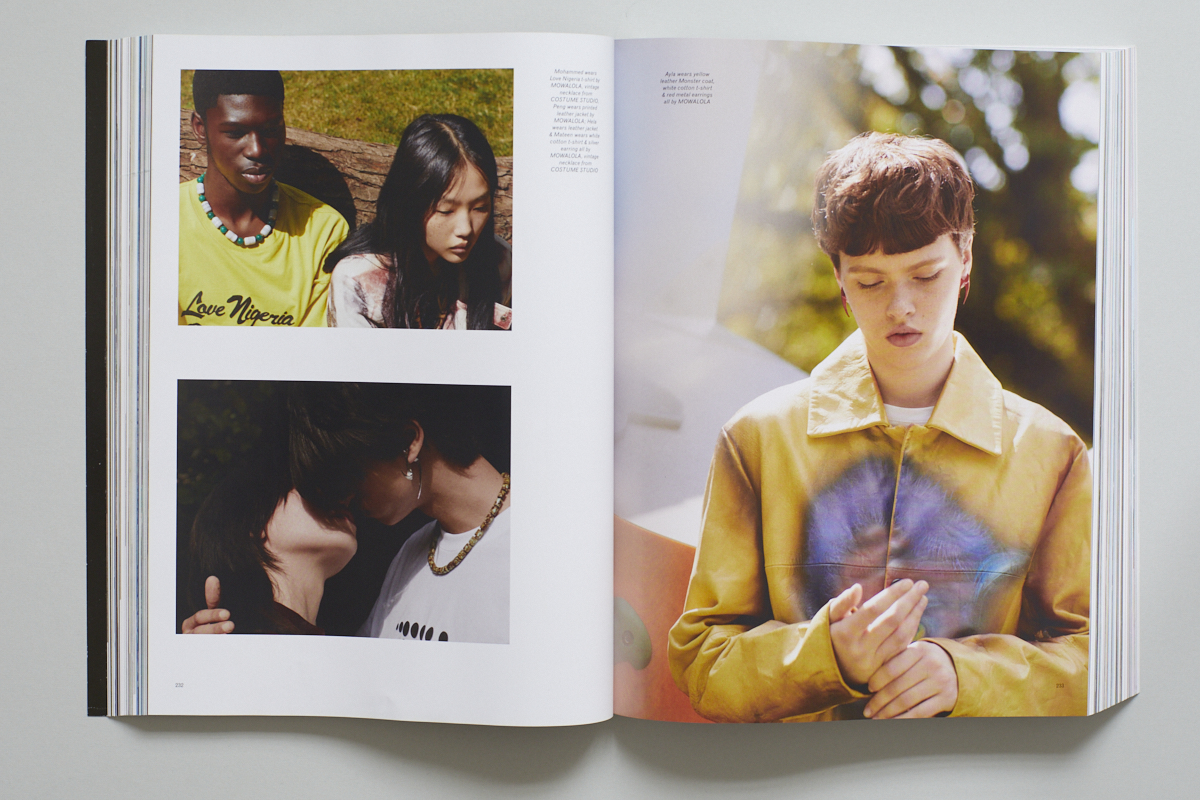 Love Nigeria
Mohammed wears
Love Nigeria t-shirt by
MOWALOLA, vintage
necklace from
COSTUME STUDIO.
Peng wears printed
leather jacket by
MOWALOLA. Heja
wears leather jacket
& Matsen wears white
cotton t-shirt & silver
earring all by
MOWALOLA, vintage
necklace from
COSTUME STUDIO
232
Ayla wears yellow
leather Monster coat,
white cotton t-shirt
& red metal earrings
all by MOWALOLA
233